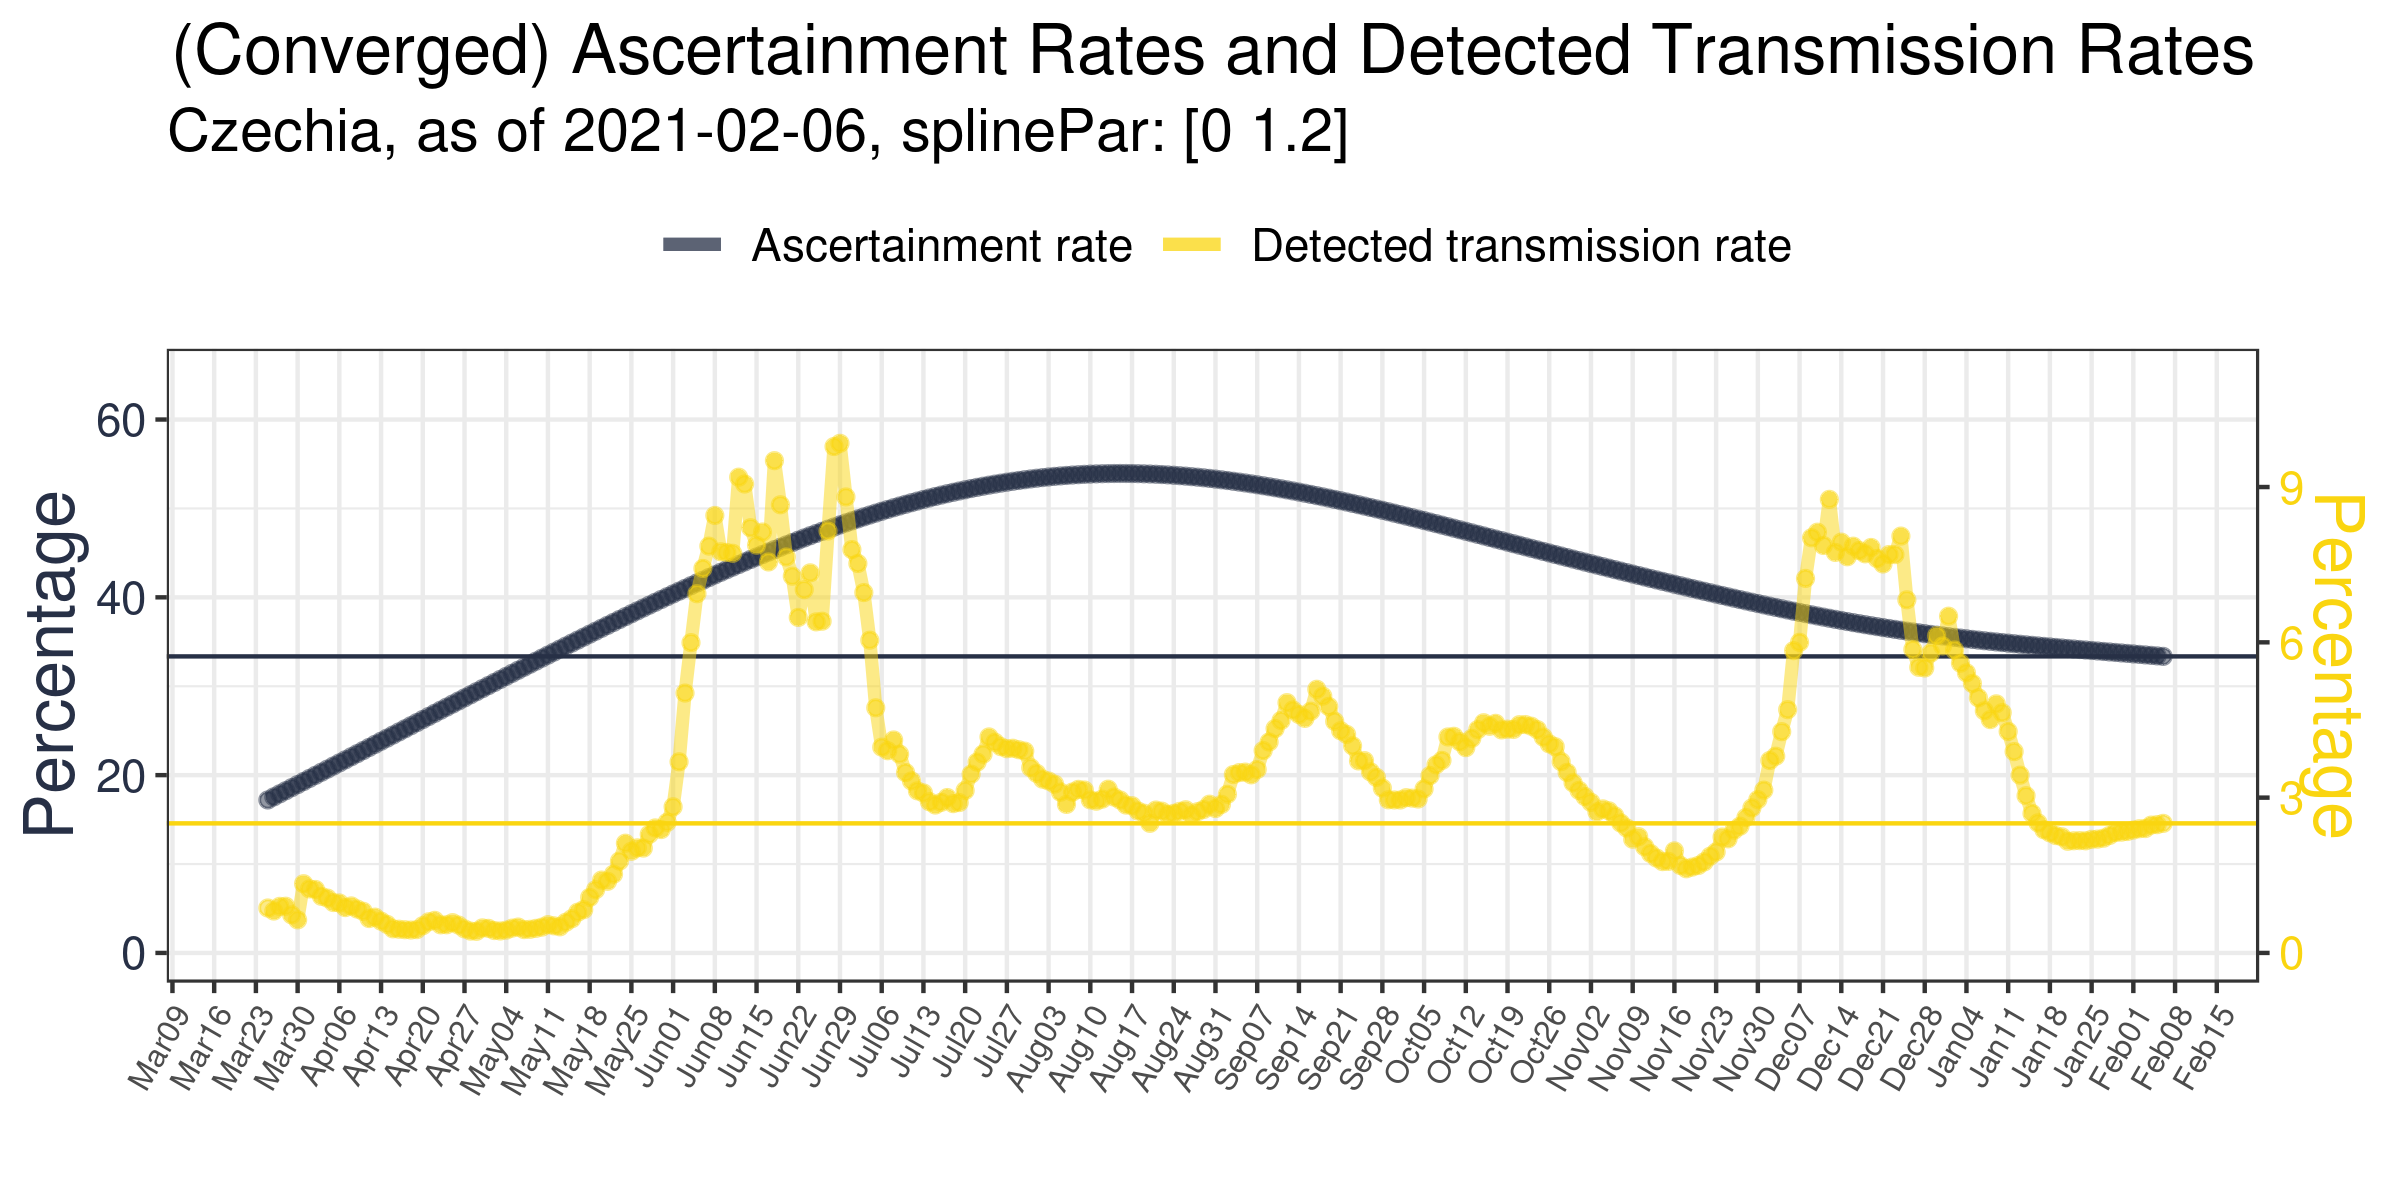 (Converged) Ascertainment Rates and Detected Transmission Rates
Czechia, as of 2021-02-06, splinePar: [0 1.2]
Ascertainment rate
Detected transmission rate
Percentage
60
40
20
0
9
6
3
0
Percentage
Mar09
Mar16
Mar23
Mar30
Apr06
Apr13
Apr20
Apr27
May04
May11
May18
May25
Jun01
Jun08
Jun15
Jun22
Jun29
Jul06
Jul13
Jul20
Jul27
Aug03
Aug10
Aug17
Aug24
Aug31
Sep07
Sep14
Sep21
Sep28
Oct05
Oct12
Oct19
Oct26
Nov02
Nov09
Nov16
Nov23
Nov30
Dec07
Dec14
Dec21
Dec28
Jan04
Jan11
Jan18
Jan25
Feb01
Feb08
Feb15